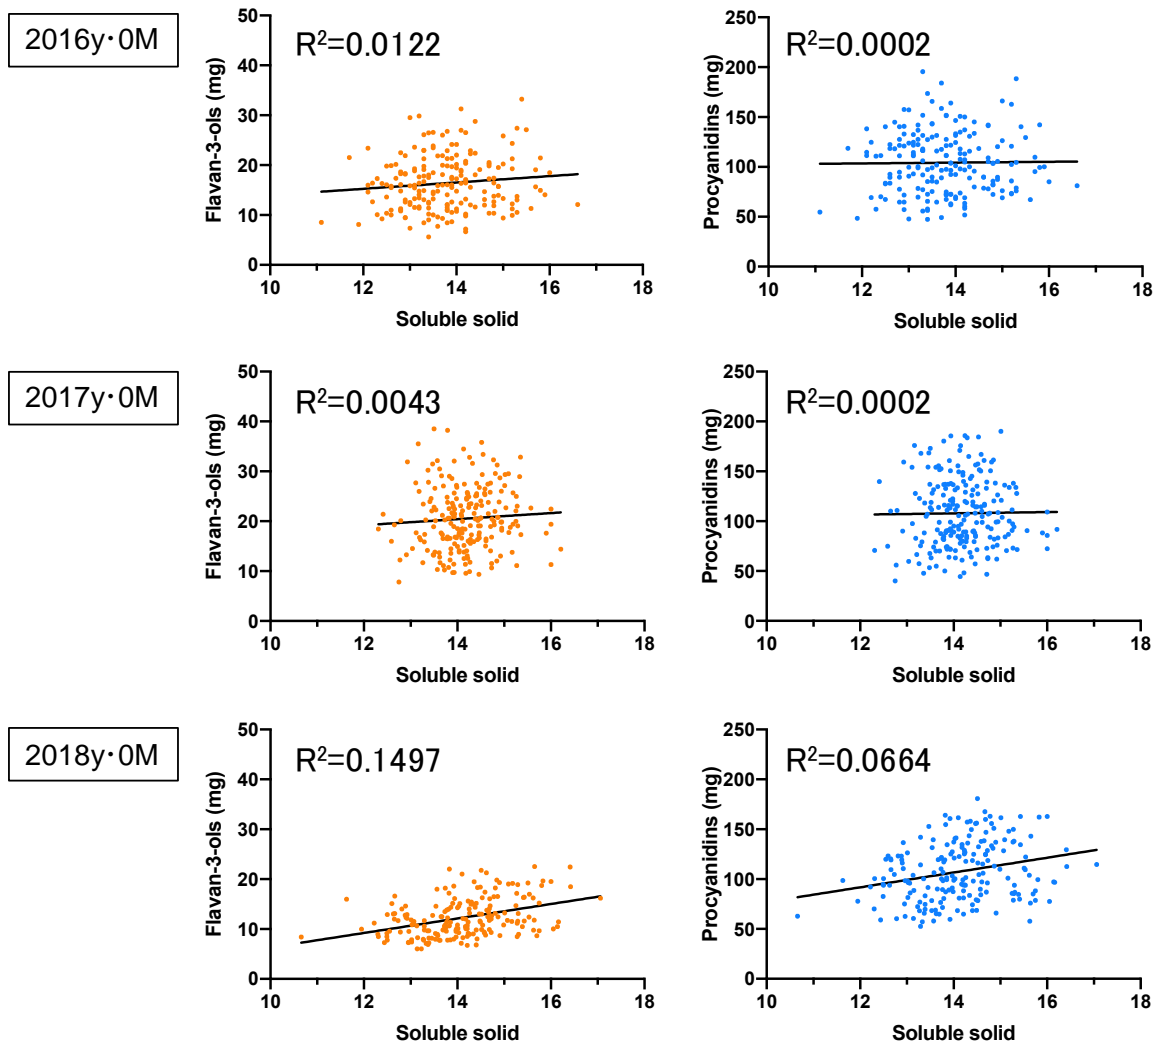 2016y･0M
R²=0.0122
Flavan-3-ols (mg)
50
40
30
20
10
0
10 12 14 16 18
Soluble solid
R²=0.0002
Procyanidins (mg)
250
200
150
100
50
0
10 12 14 16 18
Soluble solid
2017y･0M
R²=0.0043
Flavan-3-ols (mg)
50
40
30
20
10
0
10 12 14 16 18
Soluble solid
R²=0.0002
Procyanidins (mg)
250
200
150
100
50
0
10 12 14 16 18
Soluble solid
2018y･0M
R²=0.1497
Flavan-3-ols (mg)
50
40
30
20
10
0
10 12 14 16 18
Soluble solid
R²=0.0664
Procyanidins (mg)
250
200
150
100
50
0
10 12 14 16 18
Soluble solid